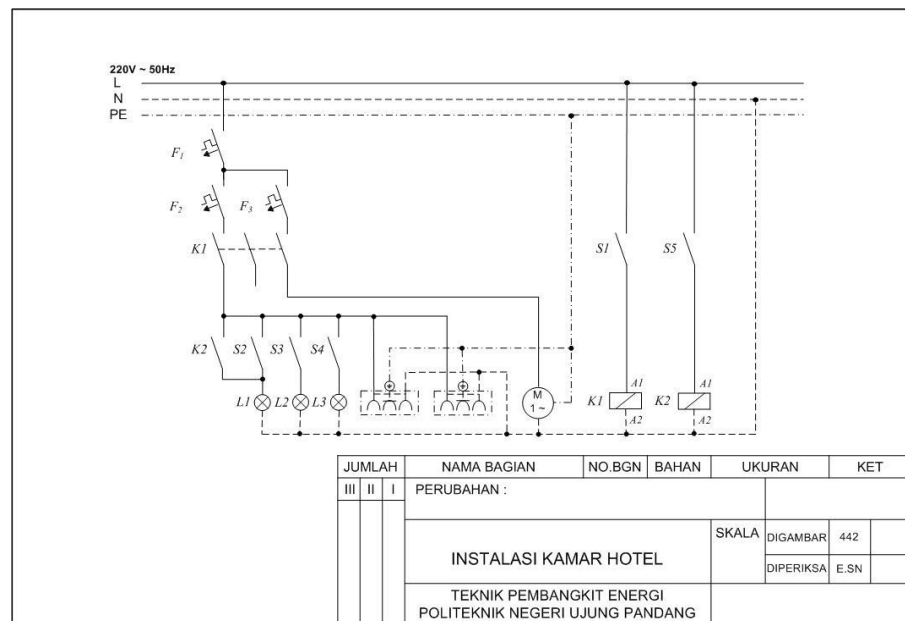 220V ~ 50Hz
L
N
PE
F1
F2 F3
K1 S1 S5
K2 S2 S3 S4
L1 L2 L3 M 1 ~ K1 A1 A2 K2 A1 A2
JUMLAH NAMA BAGIAN NO.BGN BAHAN UKURAN KET
III II I PERUBAHAN :
INSTALASI KAMAR HOTEL SKALA DIGAMBAR 442
DIPERIKSA E.SN
TEKNIK PEMBANGKIT ENERGI
POLITEKNIK NEGERI UJUNG PANDANG